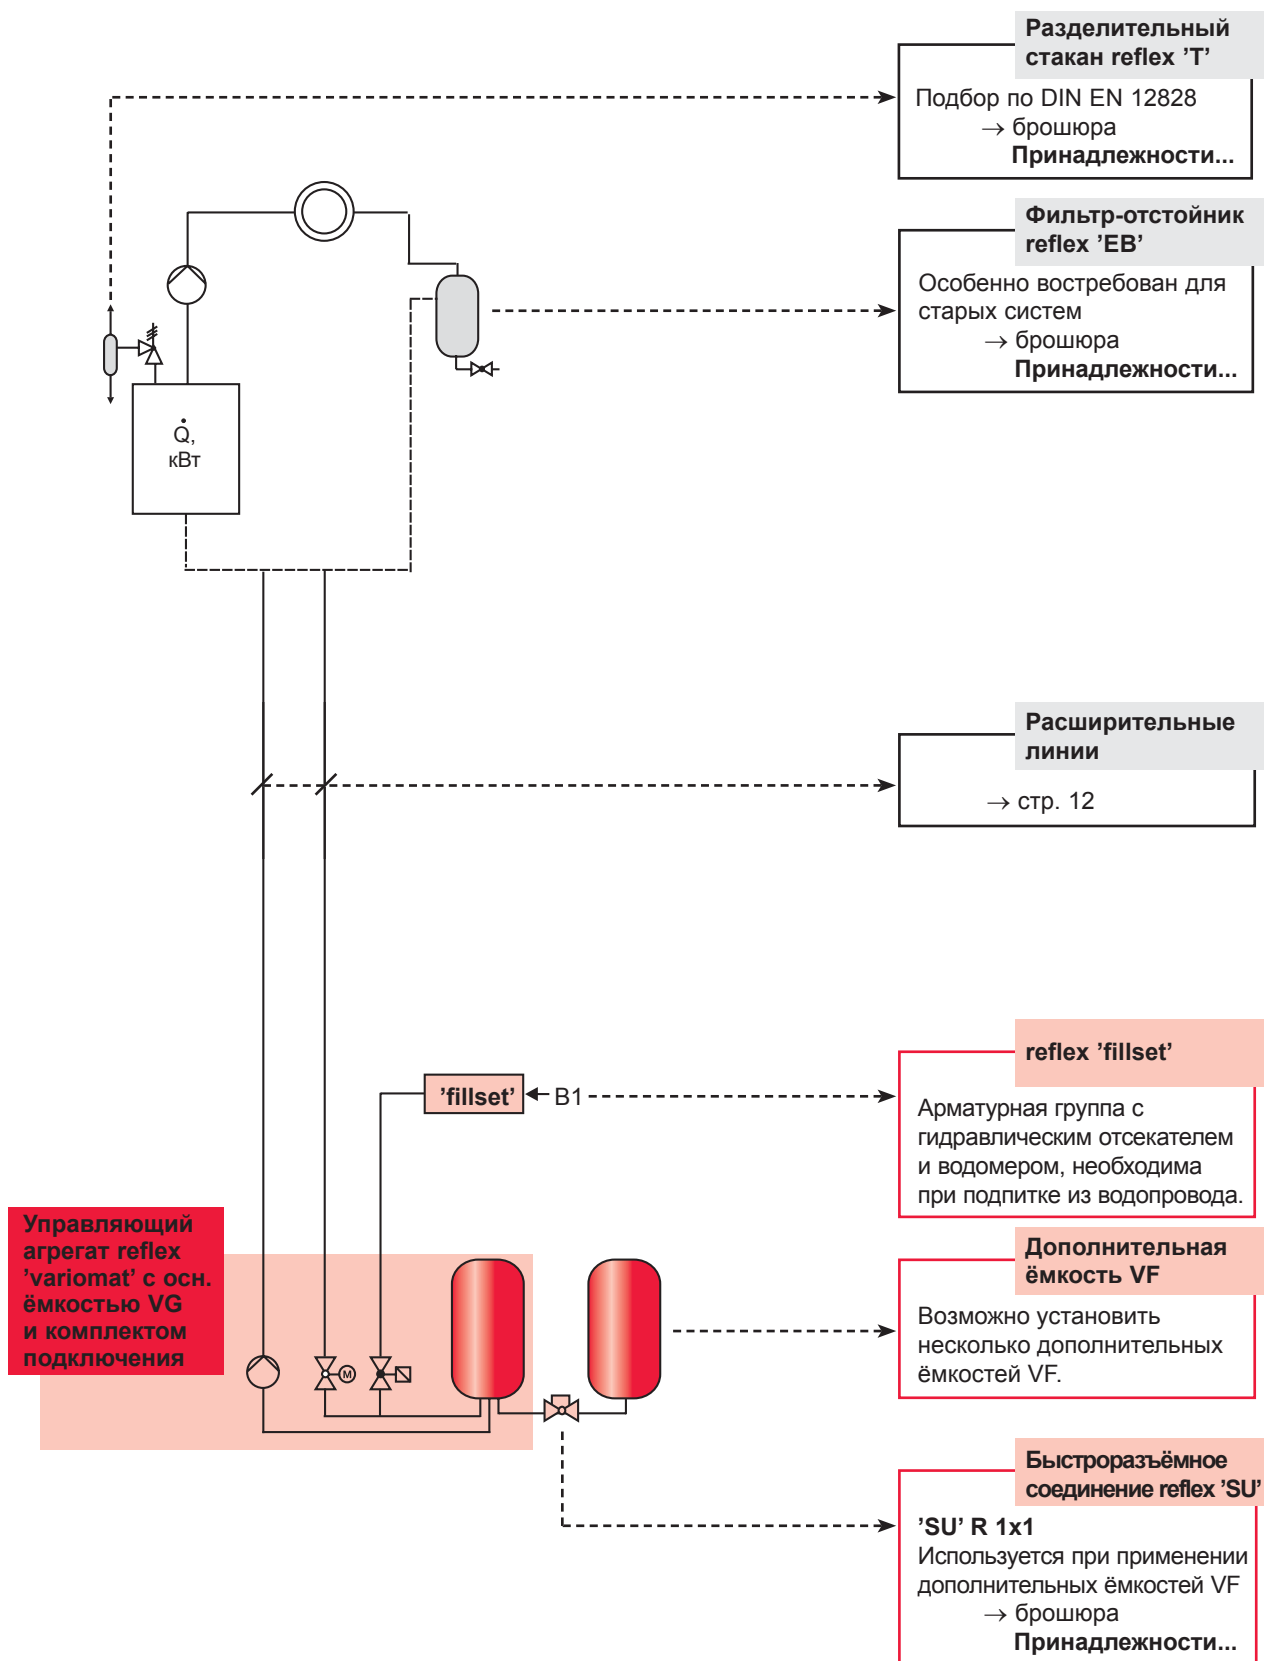 Разделительный
стакан reflex ’T’
Подбор по DIN EN 12828
→ брошюра
Принадлежности...
Фильтр-отстойник
reflex ’EB’
Особенно востребован для
старых систем
→ брошюра
Принадлежности...
Q̇,
кВт
Расширительные
линии
→ стр. 12
reflex ’fillset’
’fillset’
B1
Арматурная группа с
гидравлическим отсекателем
и водомером, необходима
при подпитке из водопровода.
Управляющий
агрегат reflex
’variomat’ с осн.
ёмкостью VG
и комплектом
подключения
M
Дополнительная
ёмкость VF
Возможно установить
несколько дополнительных
ёмкостей VF.
Быстроразъёмное
соединение reflex ’SU’
’SU’ R 1x1
Используется при применении
дополнительных ёмкостей VF
→ брошюра
Принадлежности...